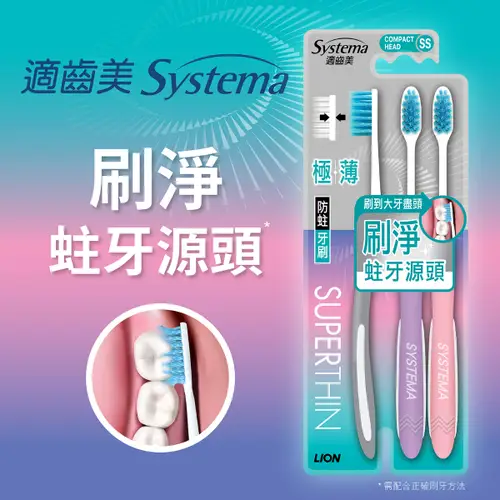 適齒美 Systema
刷淨
蛀牙源頭*
Systema
適齒美
COMPACT
HEAD
SS
極薄
防蛀牙刷
刷到大牙盡頭
刷淨
蛀牙源頭
SUPERTHIN
SYSTEMA
SYSTEMA
LION
*需配合正確刷牙方法